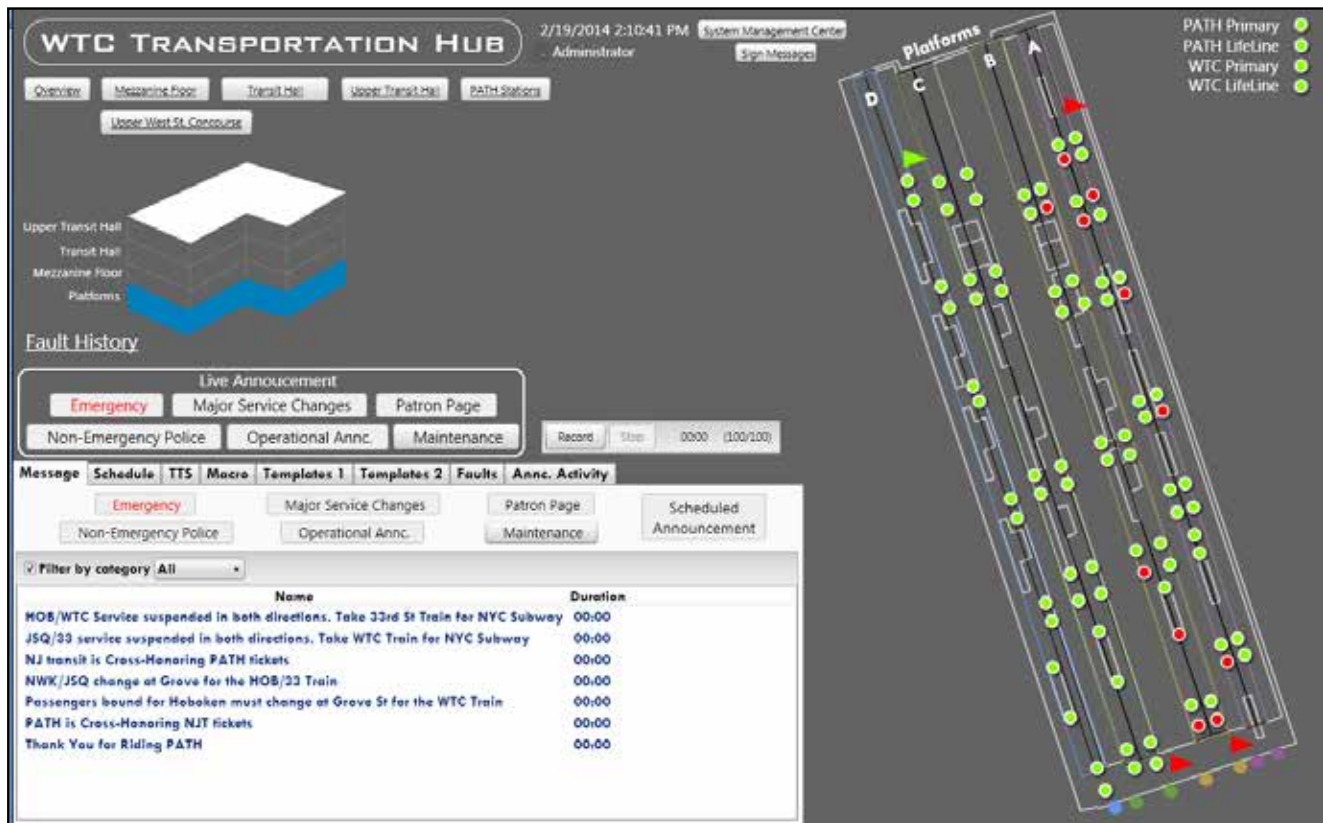 WTC TRANSPORTATION HUB
2/19/2014 2:10:41 PM
System Management Center
Administrator
Sign Messages
Overview
Mezzanine Floor
Transit Hall
Upper Transit Hall
PATH Stations
Upper West St. Concourse
Platforms
A
B
C
D
PATH Primary
PATH LifeLine
WTC Primary
WTC LifeLine
Upper Transit Hall
Transit Hall
Mezzanine Floor
Platforms
Fault History
Live Annoucement
Emergency
Major Service Changes
Patron Page
Non-Emergency Police
Operational Annc.
Maintenance
Record
Stop
00:00
(100/100)
Message Schedule TTS Macro Templates 1 Templates 2 Faults Annc. Activity
Emergency
Major Service Changes
Patron Page
Scheduled
Announcement
Non-Emergency Police
Operational Annc.
Maintenance
Filter by category All
Name Duration
HOB/WTC Service suspended in both directions. Take 33rd St Train for NYC Subway 00:00
JSQ/33 service suspended in both directions. Take WTC Train for NYC Subway 00:00
NJ transit is Cross-Honoring PATH tickets 00:00
NWK/JSQ change at Grove for the HOB/33 Train 00:00
Passengers bound for Hoboken must change at Grove St for the WTC Train 00:00
PATH is Cross-Honoring NJT tickets 00:00
Thank You for Riding PATH 00:00